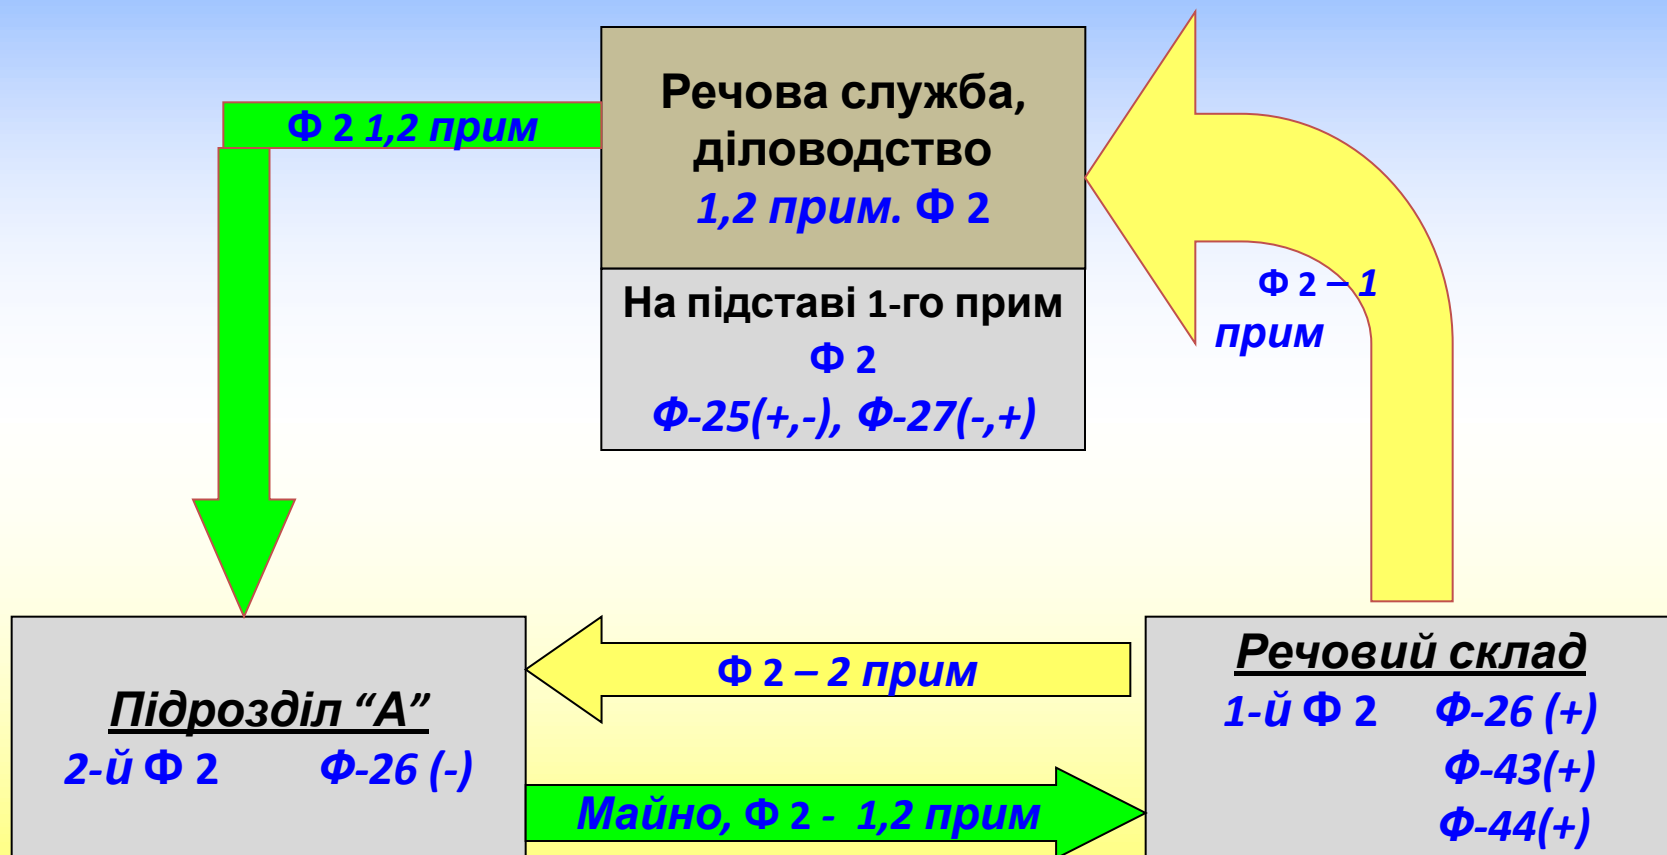 Речова служба,
діловодство
1,2 прим. Ф 2
Ф 2 1,2 прим
На підставі 1-го прим
Ф 2
Ф-25(+,-), Ф-27(-,+)
Ф 2 – 1
прим
Ф 2 – 2 прим
Підрозділ “А”
2-й Ф 2 Ф-26 (-)
Майно, Ф 2 - 1,2 прим
Речовий склад
1-й Ф 2 Ф-26 (+)
Ф-43(+)
Ф-44(+)